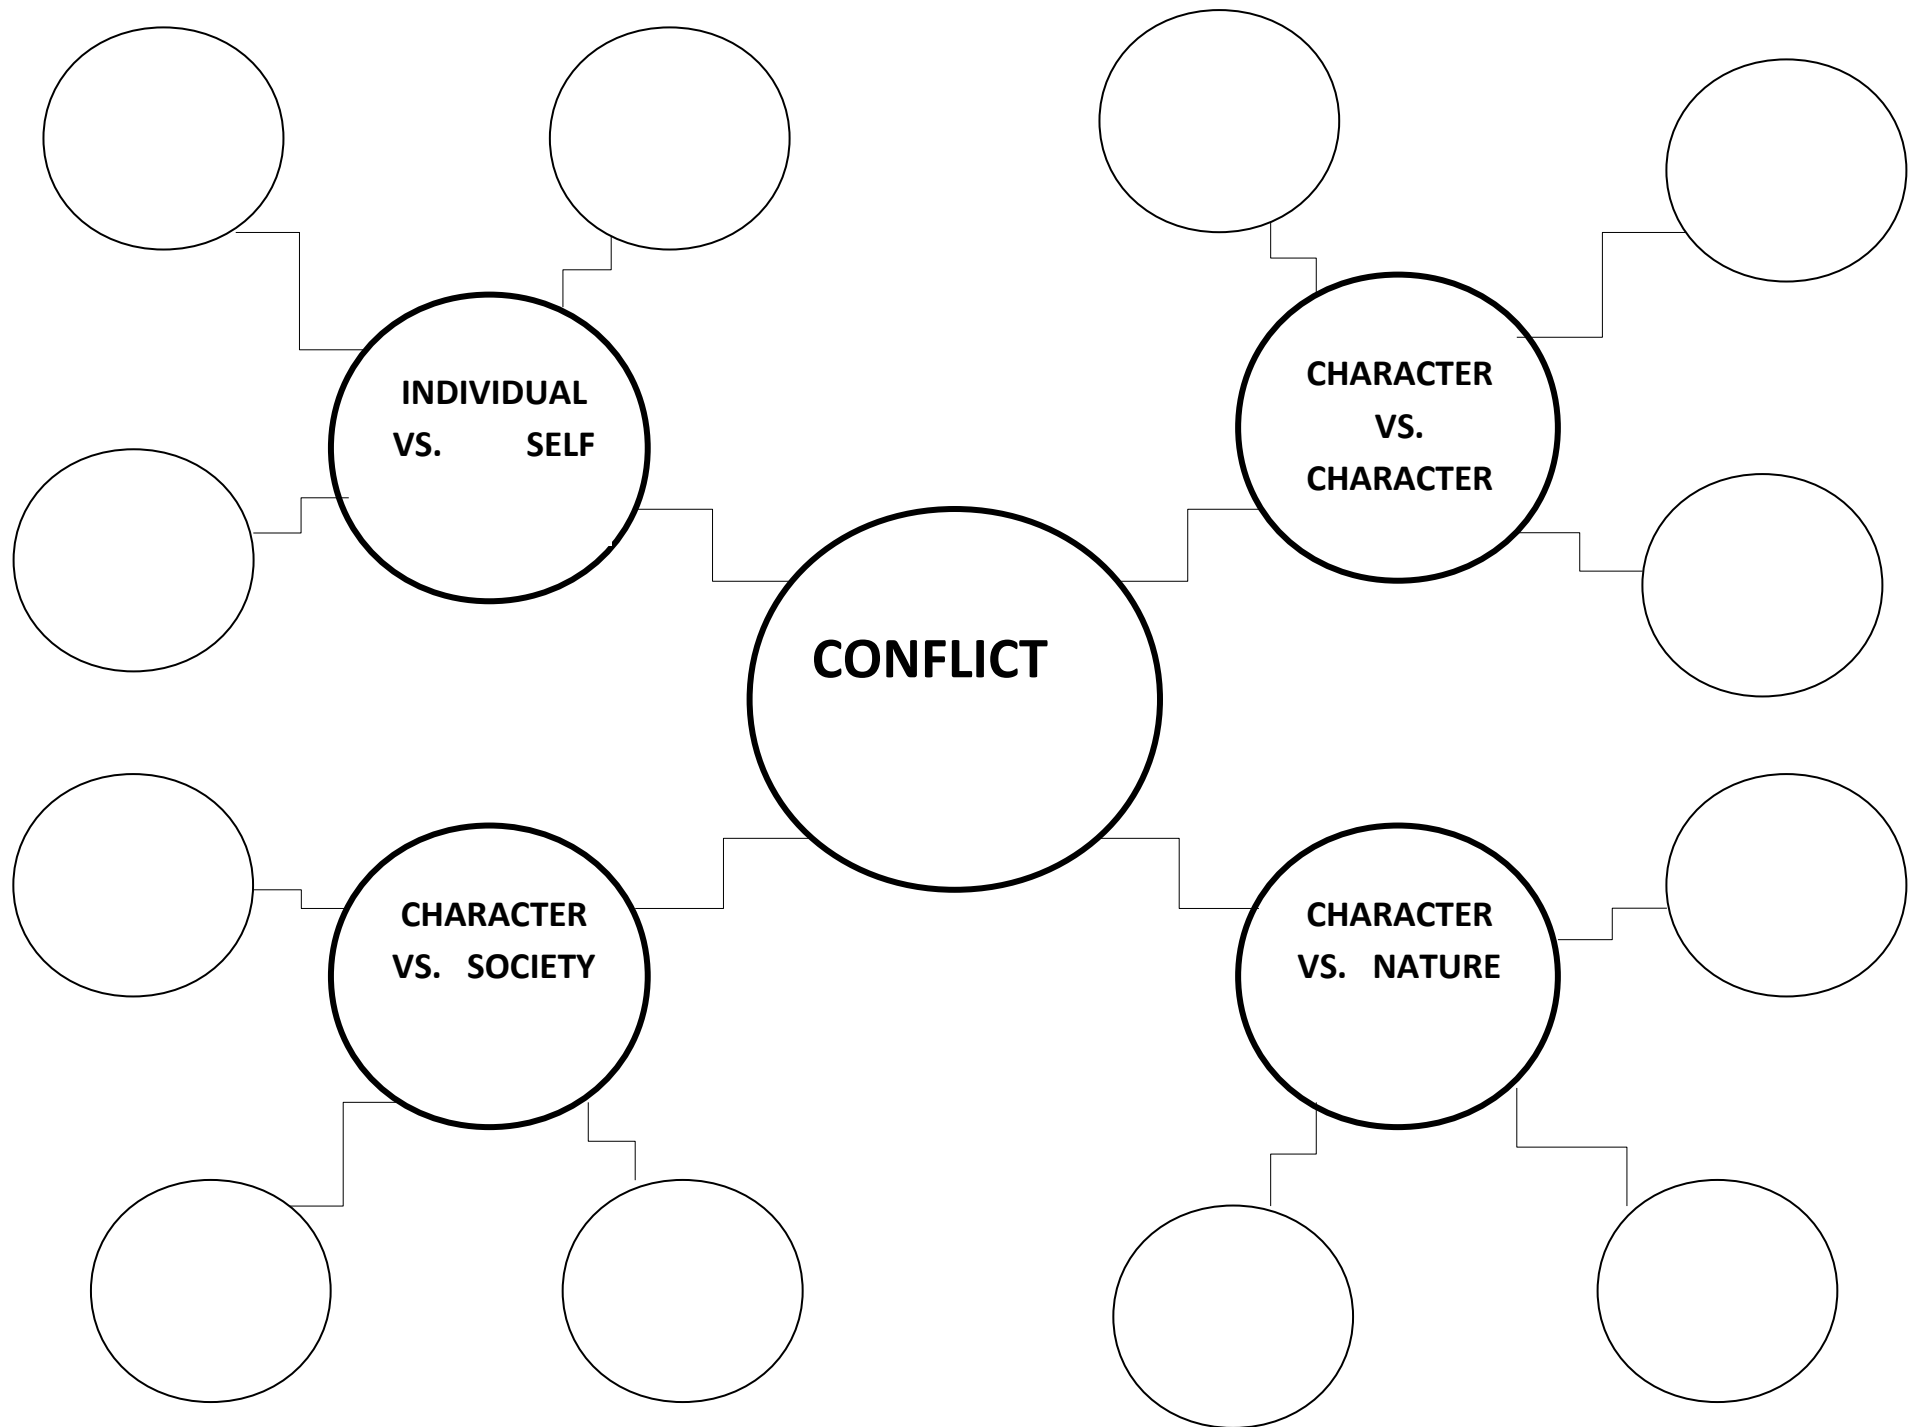 INDIVIDUAL
VS. SELF
CHARACTER
VS.
CHARACTER
CONFLICT
CHARACTER
VS. SOCIETY
CHARACTER
VS. NATURE